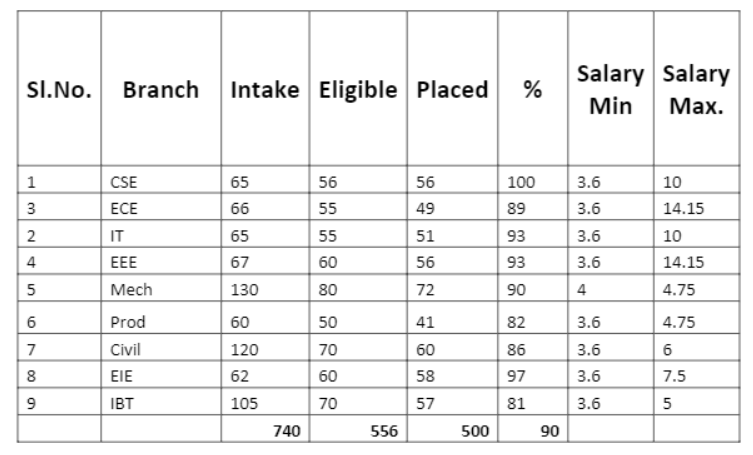 Sl.No. Branch Intake Eligible Placed % Salary Min Salary Max.
1 CSE 65 56 56 100 3.6 10
3 ECE 66 55 49 89 3.6 14.15
2 IT 65 55 51 93 3.6 10
4 EEE 67 60 56 93 3.6 14.15
5 Mech 130 80 72 90 4 4.75
6 Prod 60 50 41 82 3.6 4.75
7 Civil 120 70 60 86 3.6 6
8 EIE 62 60 58 97 3.6 7.5
9 IBT 105 70 57 81 3.6 5
740 556 500 90